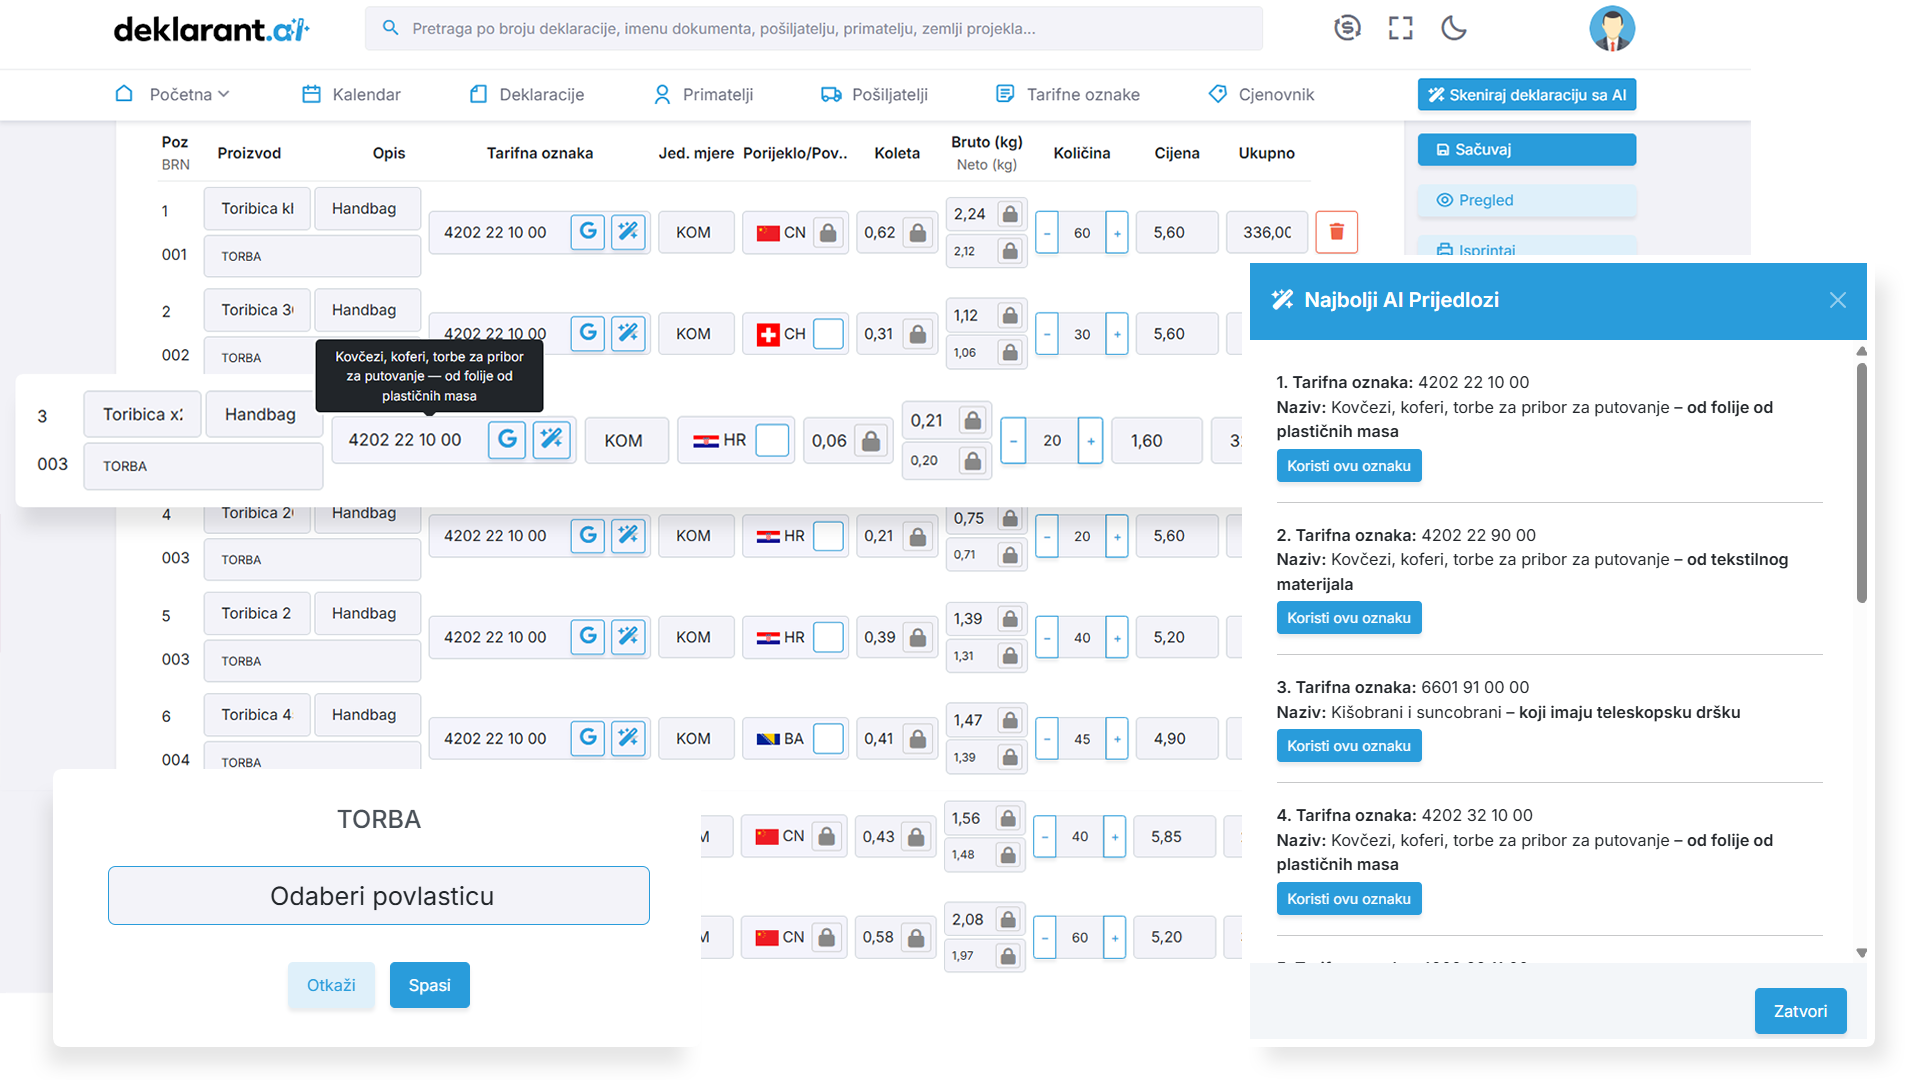 deklarant.ai
Pretraga po broju deklaracije, imenu dokumenta, pošiljatelju, primatelju, zemlji projekla...
Početna
Kalendar
Deklaracije
Primatelji
Pošiljatelji
Tarifne oznake
Cjenovnik
Skeniraj deklaraciju sa AI
Sačuvaj
Pregled
Isprintaj
Poz
BRN
Proizvod
Opis
Tarifna oznaka
Jed. mjere
Porijeklo/Pov..
Koleta
Bruto (kg)
Neto (kg)
Količina
Cijena
Ukupno
1
001
Toribica kl
Handbag
TORBA
4202 22 10 00
G
KOM
CN
0,62
2,24
2,12
- 60 +
5,60
336,00
2
002
Toribica 3
Handbag
TORBA
4202 22 10 00
G
KOM
CH
0,31
1,12
1,06
- 30 +
5,60
Kovčezi, koferi, torbe za pribor
za putovanje — od folije od
plastičnih masa
3
003
Toribica x
Handbag
TORBA
4202 22 10 00
G
KOM
HR
0,06
0,21
0,20
- 20 +
1,60
4
003
Toribica 2
Handbag
TORBA
4202 22 10 00
G
KOM
HR
0,21
0,75
0,71
- 20 +
5,60
5
003
Toribica 2
Handbag
TORBA
4202 22 10 00
G
KOM
HR
0,39
1,39
1,31
- 40 +
5,20
6
004
Toribica 4
Handbag
TORBA
4202 22 10 00
G
KOM
BA
0,41
1,47
1,39
- 45 +
4,90
M
CN
0,43
1,56
1,48
- 40 +
5,85
M
CN
0,58
2,08
1,97
- 60 +
5,20
TORBA
Odaberi povlasticu
Otkaži
Spasi
Najbolji AI Prijedlozi
1. Tarifna oznaka: 4202 22 10 00
Naziv: Kovčezi, koferi, torbe za pribor za putovanje – od folije od
plastičnih masa
Koristi ovu oznaku
2. Tarifna oznaka: 4202 22 90 00
Naziv: Kovčezi, koferi, torbe za pribor za putovanje – od tekstilnog
materijala
Koristi ovu oznaku
3. Tarifna oznaka: 6601 91 00 00
Naziv: Kišobrani i suncobrani – koji imaju teleskopsku dršku
Koristi ovu oznaku
4. Tarifna oznaka: 4202 32 10 00
Naziv: Kovčezi, koferi, torbe za pribor za putovanje – od folije od
plastičnih masa
Koristi ovu oznaku
Zatvori